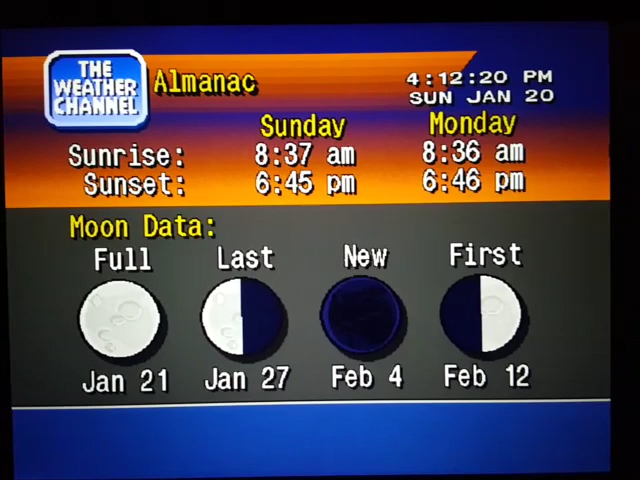 THE
WEATHER
CHANNEL
Almanac
4:12:20 PM
SUN JAN 20
Sunday Monday
Sunrise: 8:37 am 8:36 am
Sunset: 6:45 pm 6:46 pm
Moon Data:
Full Last New First
Jan 21 Jan 27 Feb 4 Feb 12